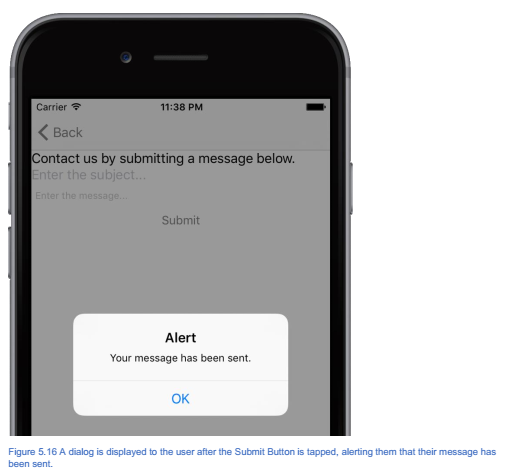 Carrier 11:38 PM
Back
Contact us by submitting a message below.
Enter the subject...
Enter the message...
Submit
Alert
Your message has been sent.
OK
Figure 5.16 A dialog is displayed to the user after the Submit Button is tapped, alerting them that their message has
been sent.